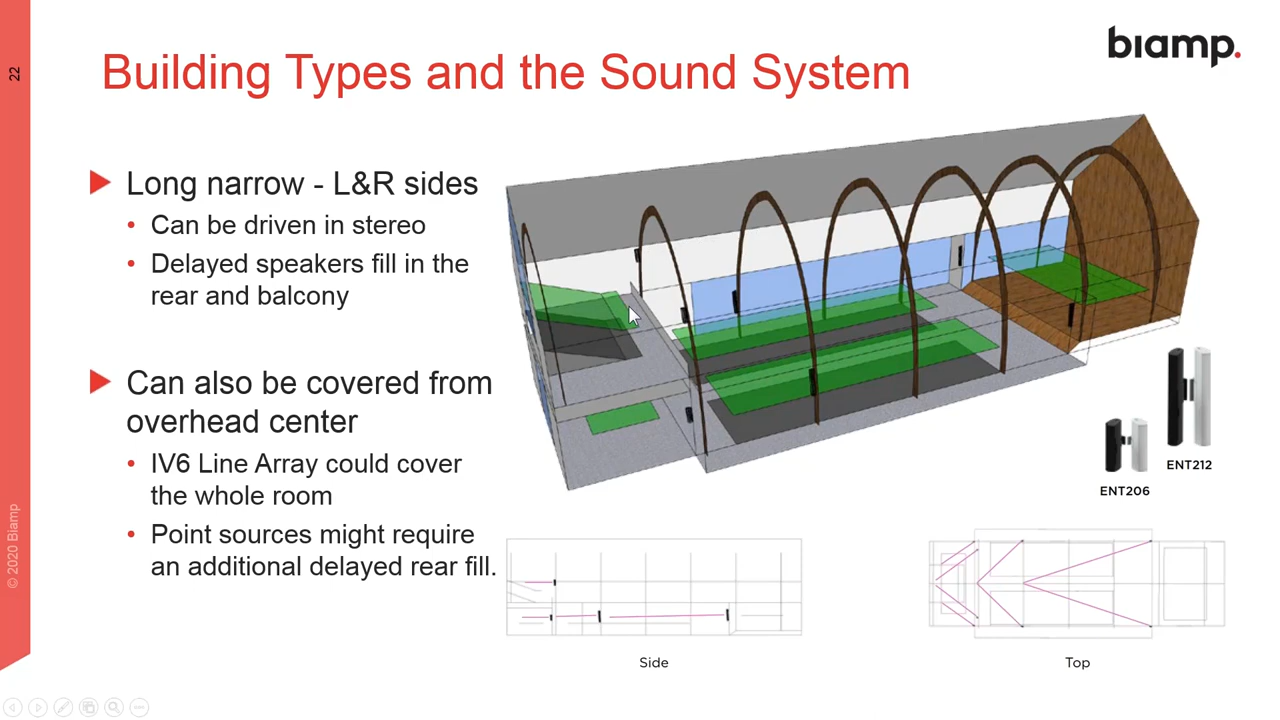 22
biamp.
Building Types and the Sound System
Long narrow - L&R sides
• Can be driven in stereo
• Delayed speakers fill in the
rear and balcony
Can also be covered from
overhead center
• IV6 Line Array could cover
the whole room
• Point sources might require
an additional delayed rear fill.
ENT212
ENT206
Side
Top
© 2020 Biamp